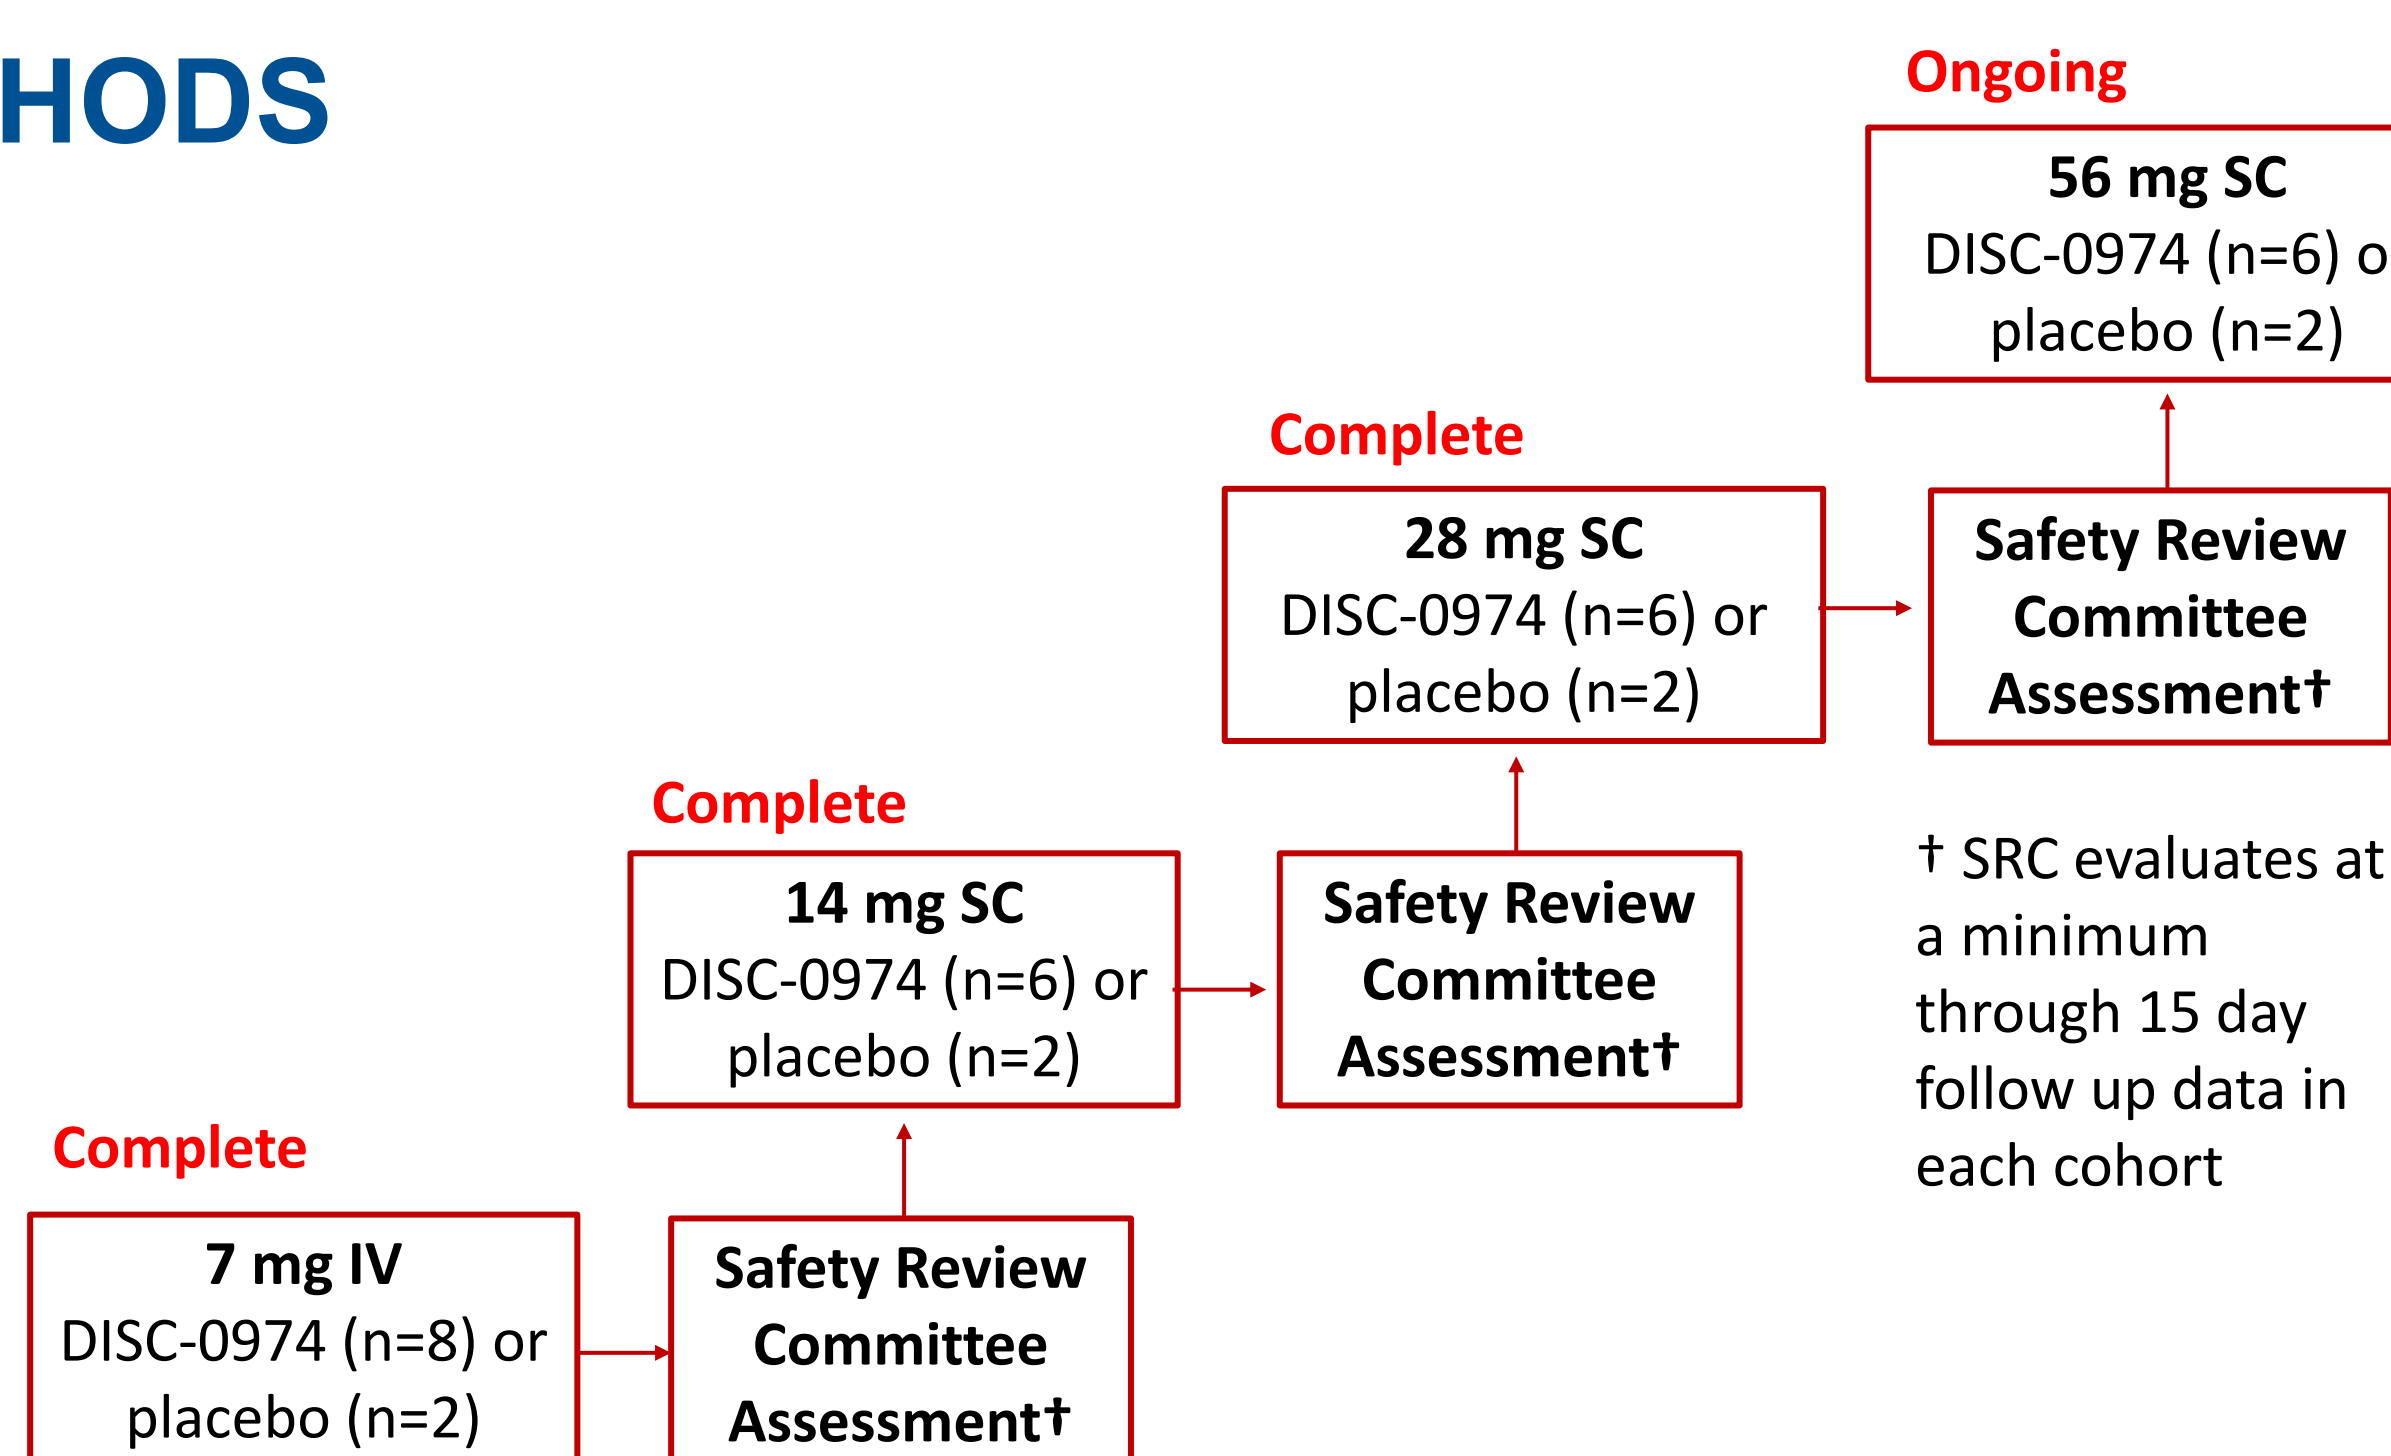 HODS
Ongoing
56 mg SC
DISC-0974 (n=6) o
placebo (n=2)
Complete
28 mg SC
DISC-0974 (n=6) or
placebo (n=2)
Safety Review
Committee
Assessment†
Complete
14 mg SC
DISC-0974 (n=6) or
placebo (n=2)
Safety Review
Committee
Assessment†
† SRC evaluates at
a minimum
through 15 day
follow up data in
each cohort
Complete
7 mg IV
DISC-0974 (n=8) or
placebo (n=2)
Safety Review
Committee
Assessment†